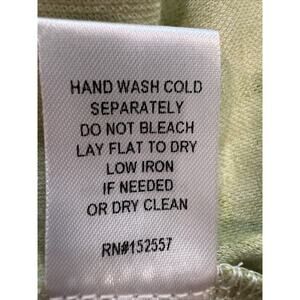 HAND WASH COLD
SEPARATELY
DO NOT BLEACH
LAY FLAT TO DRY
LOW IRON
IF NEEDED
OR DRY CLEAN
RN#152557